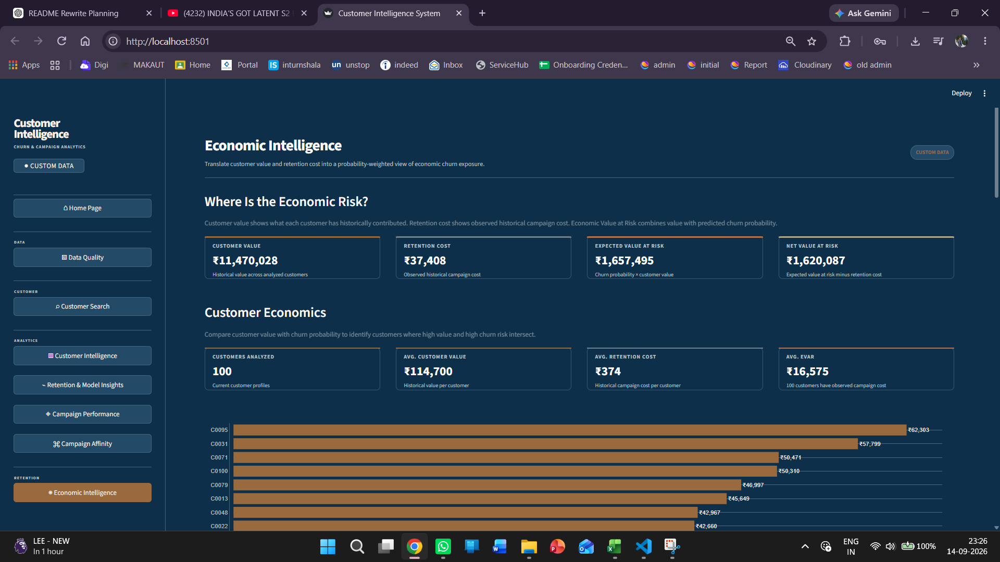 README Rewrite Planning
(4232) INDIA'S GOT LATENT S2
Customer Intelligence System
Ask Gemini
http://localhost:8501
Apps
Digi
MAKAUT
Home
Portal
IS inturnshala
un unstop
indeed
Inbox
ServiceHub
Onboarding Creden...
admin
initial
Report
Cloudinary
old admin
Deploy
Customer
Intelligence
CHURN & CAMPAIGN ANALYTICS
CUSTOM DATA
Home Page
DATA
Data Quality
CUSTOMER
Customer Search
ANALYTICS
Customer Intelligence
Retention & Model Insights
Campaign Performance
Campaign Affinity
RETENTION
Economic Intelligence
Economic Intelligence
CUSTOM DATA
Translate customer value and retention cost into a probability-weighted view of economic churn exposure.
Where Is the Economic Risk?
Customer value shows what each customer has historically contributed. Retention cost shows observed historical campaign cost. Economic Value at Risk combines value with predicted churn probability.
CUSTOMER VALUE
₹11,470,028
Historical value across analyzed customers
RETENTION COST
₹37,408
Observed historical campaign cost
EXPECTED VALUE AT RISK
₹1,657,495
Churn probability × customer value
NET VALUE AT RISK
₹1,620,087
Expected value at risk minus retention cost
Customer Economics
Compare customer value with churn probability to identify customers where high value and high churn risk intersect.
CUSTOMERS ANALYZED
100
Current customer profiles
AVG. CUSTOMER VALUE
₹114,700
Historical value per customer
AVG. RETENTION COST
₹374
Historical campaign cost per customer
AVG. EVAR
₹16,575
100 customers have observed campaign cost
C0095 ₹62,303
C0031 ₹57,799
C0071 ₹50,471
C0100 ₹50,310
C0079 ₹46,997
C0013 ₹45,649
C0048 ₹42,967
C0022 ₹42,660
LEE - NEW
In 1 hour
ENG
IN
100%
23:26
14-09-2026